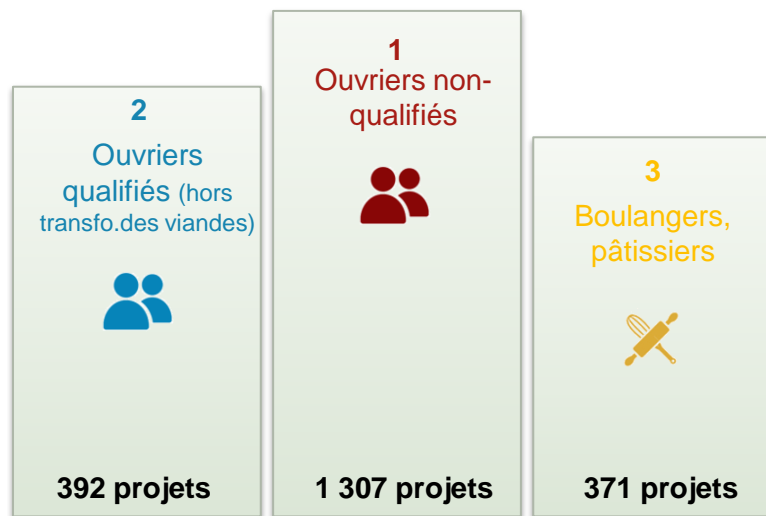 2
Ouvriers
qualifiés (hors
transfo.des viandes)
392 projets
1
Ouvriers non-
qualifiés
1 307 projets
3
Boulangers,
pâtissiers
371 projets